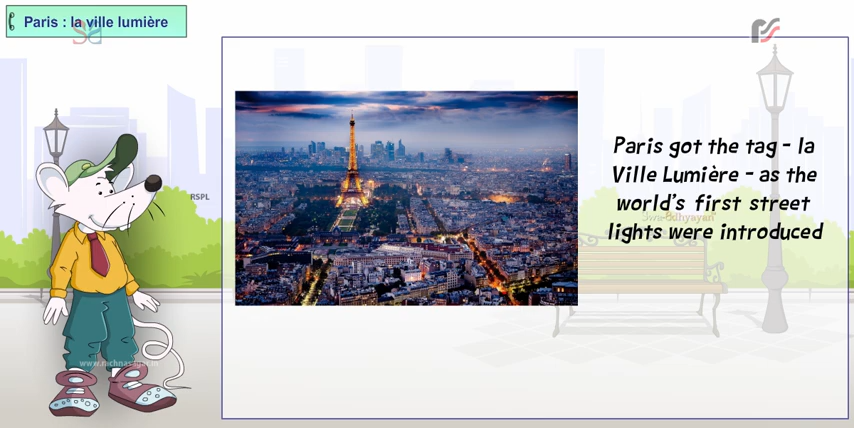 Paris : la ville lumière
RSPL
Paris got the tag - la
Ville Lumière - as the
world's first street
lights were introduced